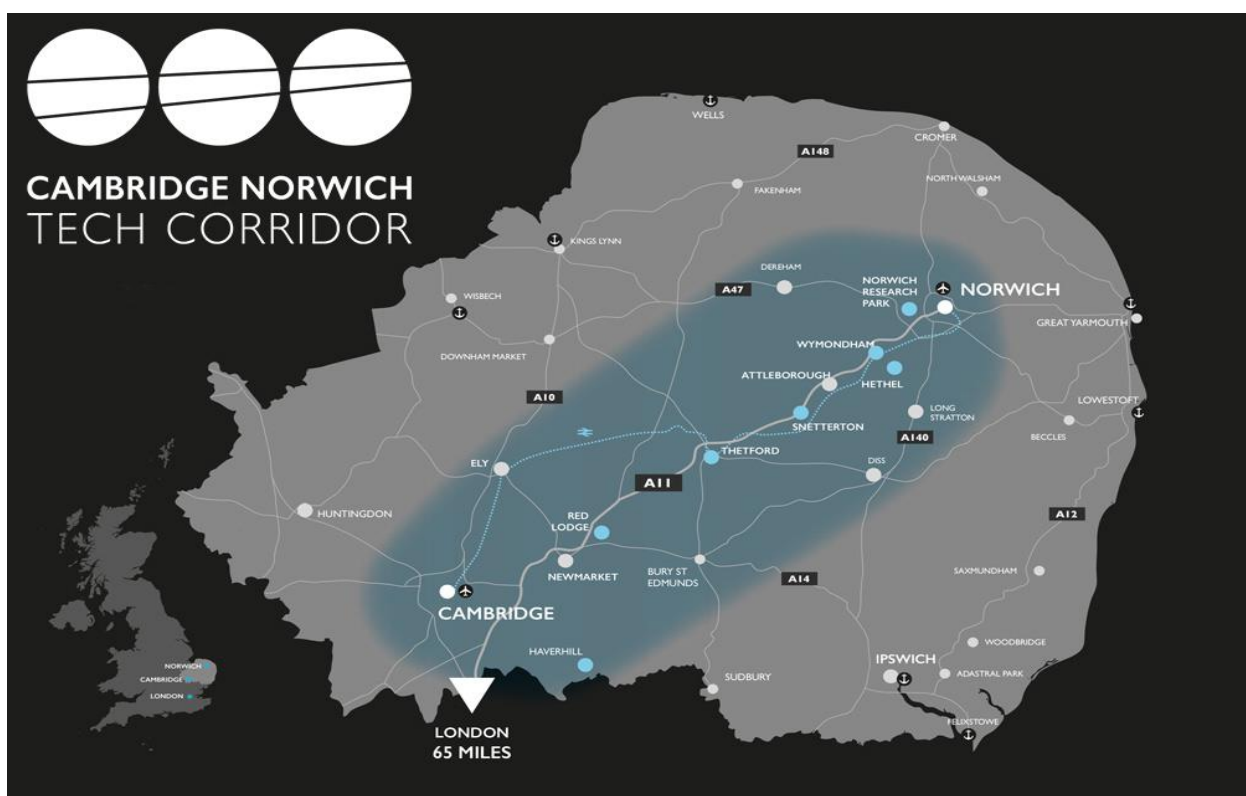 CAMBRIDGE NORWICH
TECH CORRIDOR
WELLS
CROMER
A148
NORTH WALSHAM
FAKENHAM
KINGS LYNN
DEREHAM
NORWICH
RESEARCH
PARK
NORWICH
A47
WISBECH
GREAT YARMOUTH
WYMONDHAM
DOWNHAM MARKET
ATTLEBOROUGH
HETHEL
A10
LOWESTOFT
LONG
STRATTON
SNETTERTON
BECCLES
A140
THETFORD
ELY
DISS
A11
HUNTINGDON
RED
LODGE
A12
NEWMARKET
BURY ST
EDMUNDS
A14
SAXMUNDHAM
CAMBRIDGE
WOODBRIDGE
HAVERHILL
IPSWICH
SUDBURY
ADASTRAL PARK
NORWICH
CAMBRIDGE
LONDON
FELIXSTOWE
LONDON
65 MILES